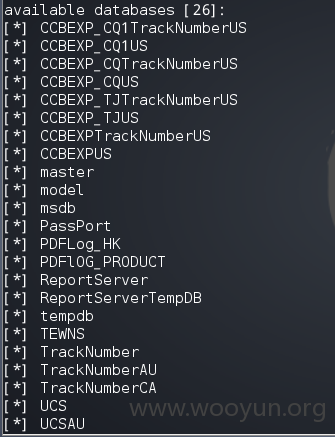 available databases [26]:
[*] CCBEXP_CQ1TrackNumberUS
[*] CCBEXP_CQ1US
[*] CCBEXP_CQTrackNumberUS
[*] CCBEXP_CQUS
[*] CCBEXP_TJTrackNumberUS
[*] CCBEXP_TJUS
[*] CCBEXPTrackNumberUS
[*] CCBEXPUS
[*] master
[*] model
[*] msdb
[*] PassPort
[*] PDFLog_HK
[*] PDFlOG_PRODUCT
[*] ReportServer
[*] ReportServerTempDB
[*] tempdb
[*] TEWNS
[*] TrackNumber
[*] TrackNumberAU
[*] TrackNumberCA
[*] UCS
[*] UCSAU
www.wooyun.org